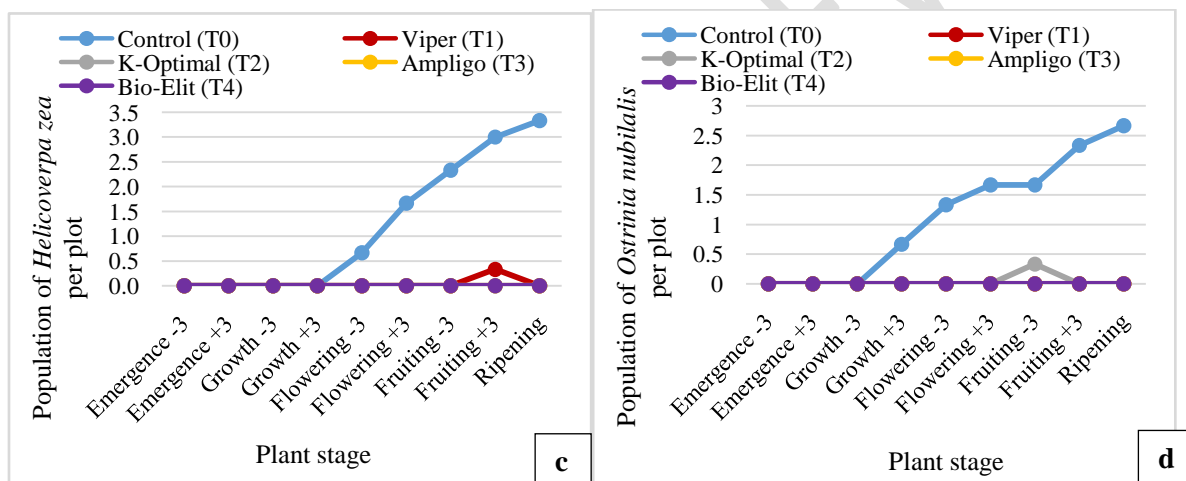 Control (T0)
Viper (T1)
K-Optimal (T2)
Ampligo (T3)
Bio-Elit (T4)
Population of Helicoverpa zea
per plot
3.5
3.0
2.5
2.0
1.5
1.0
0.5
0.0
Emergence -3
Emergence +3
Growth -3
Growth +3
Flowering -3
Flowering +3
Fruiting -3
Fruiting +3
Ripening
Plant stage
c
Control (T0)
Viper (T1)
K-Optimal (T2)
Ampligo (T3)
Bio-Elit (T4)
Population of Ostrinia nubilalis
per plot
3
2.5
2
1.5
1
0.5
0
Emergence -3
Emergence +3
Growth -3
Growth +3
Flowering -3
Flowering +3
Fruiting -3
Fruiting +3
Ripening
Plant stage
d